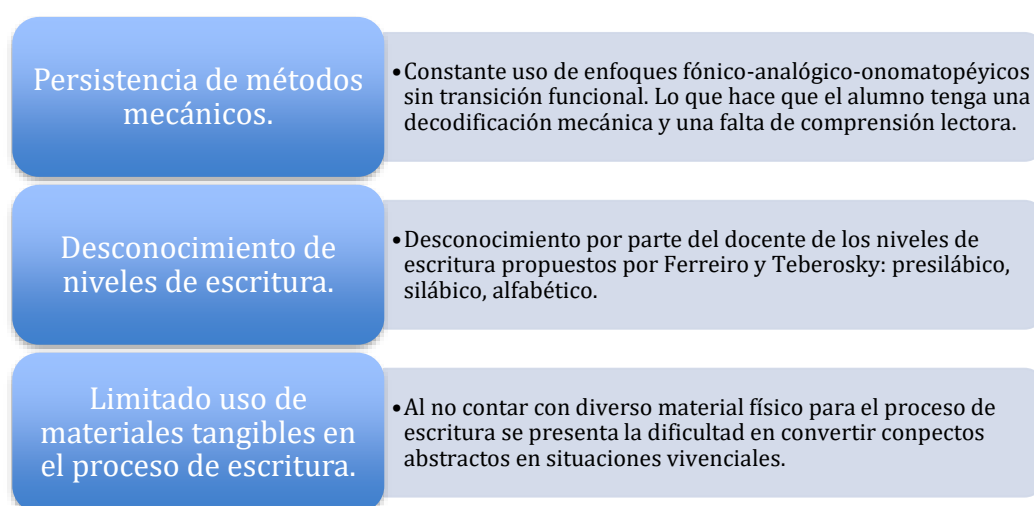 Persistencia de métodos
mecánicos.
•Constante uso de enfoques fónico-analógico-onomatopéyicos
sin transición funcional. Lo que hace que el alumno tenga una
decodificación mecánica y una falta de comprensión lectora.
Desconocimiento de
niveles de escritura.
•Desconocimiento por parte del docente de los niveles de
escritura propuestos por Ferreiro y Teberosky: presilábico,
silábico, alfabético.
Limitado uso de
materiales tangibles en
el proceso de escritura.
•Al no contar con diverso material físico para el proceso de
escritura se presenta la dificultad en convertir conpectos
abstractos en situaciones vivenciales.